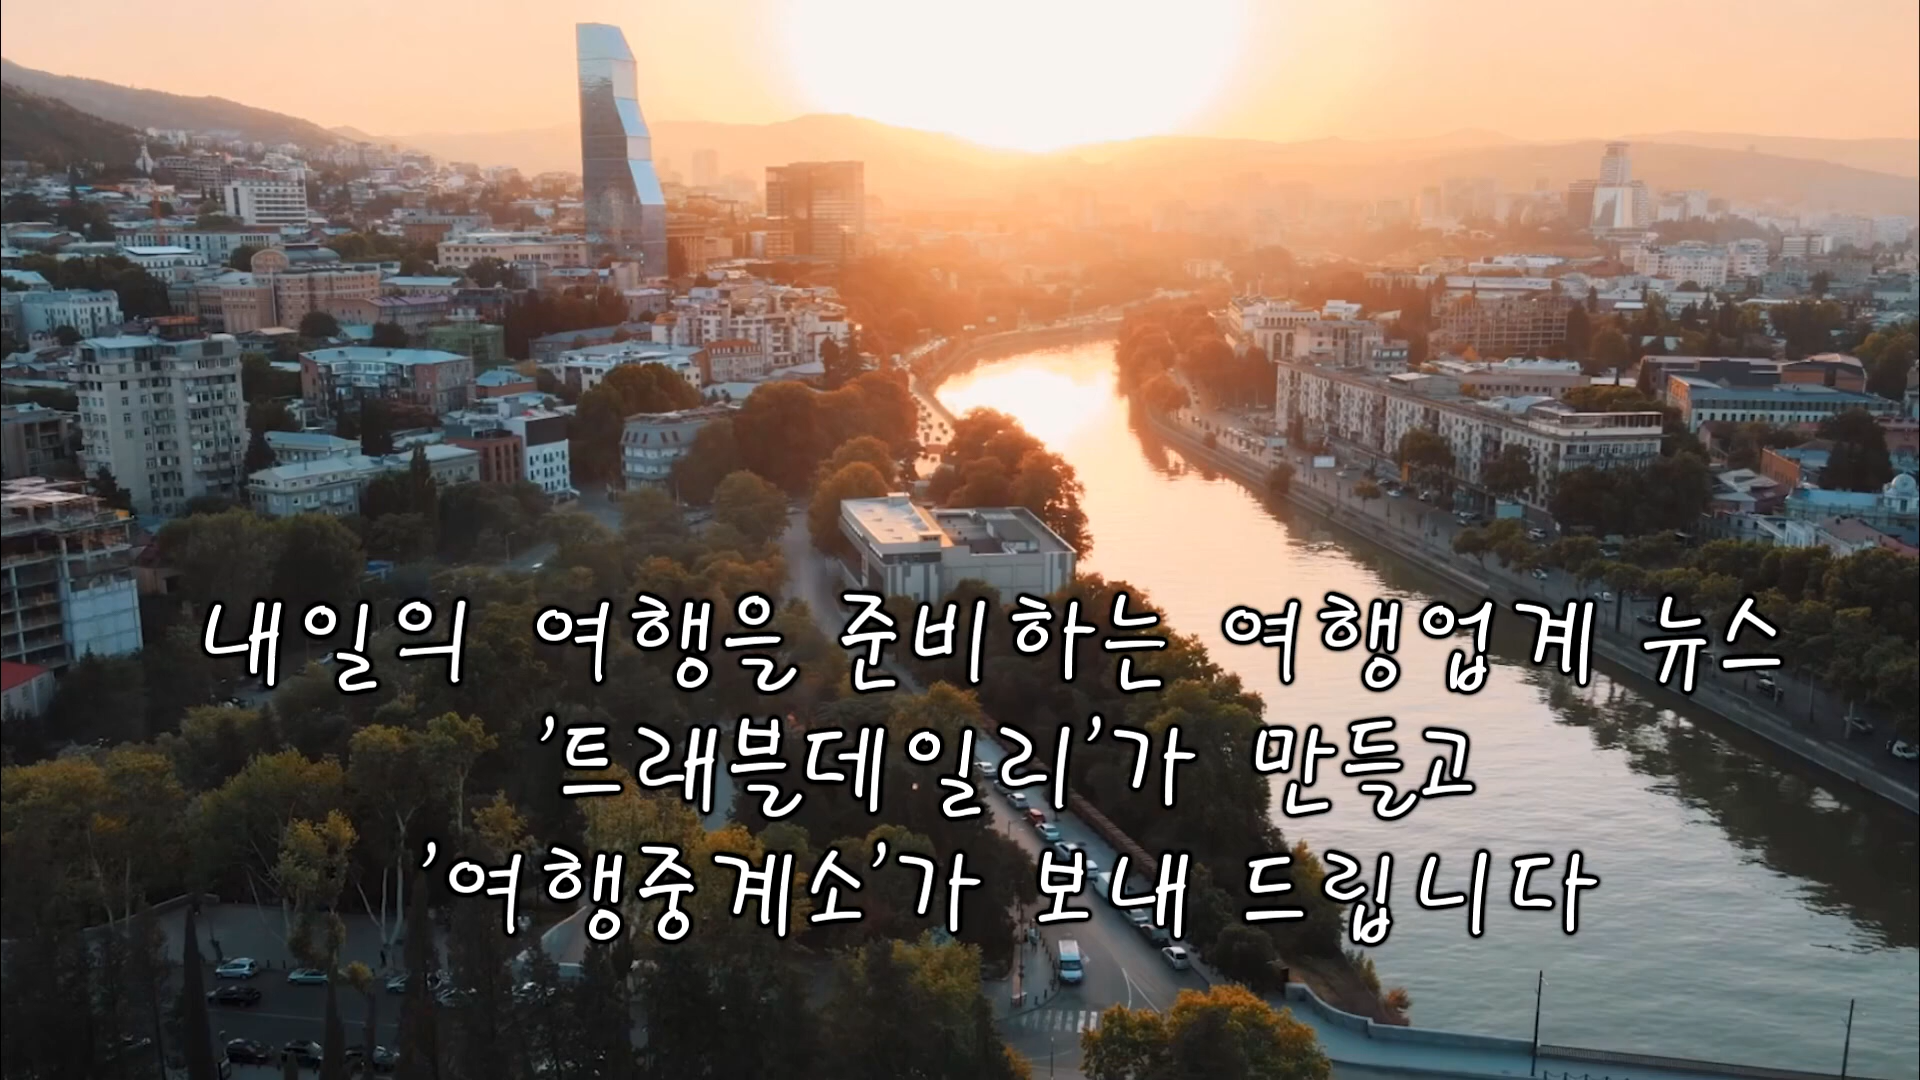 내일의 여행을 준비하는 여행업계 뉴스
'트래블데일리'가 만들고
'여행중계소'가 보내 드립니다